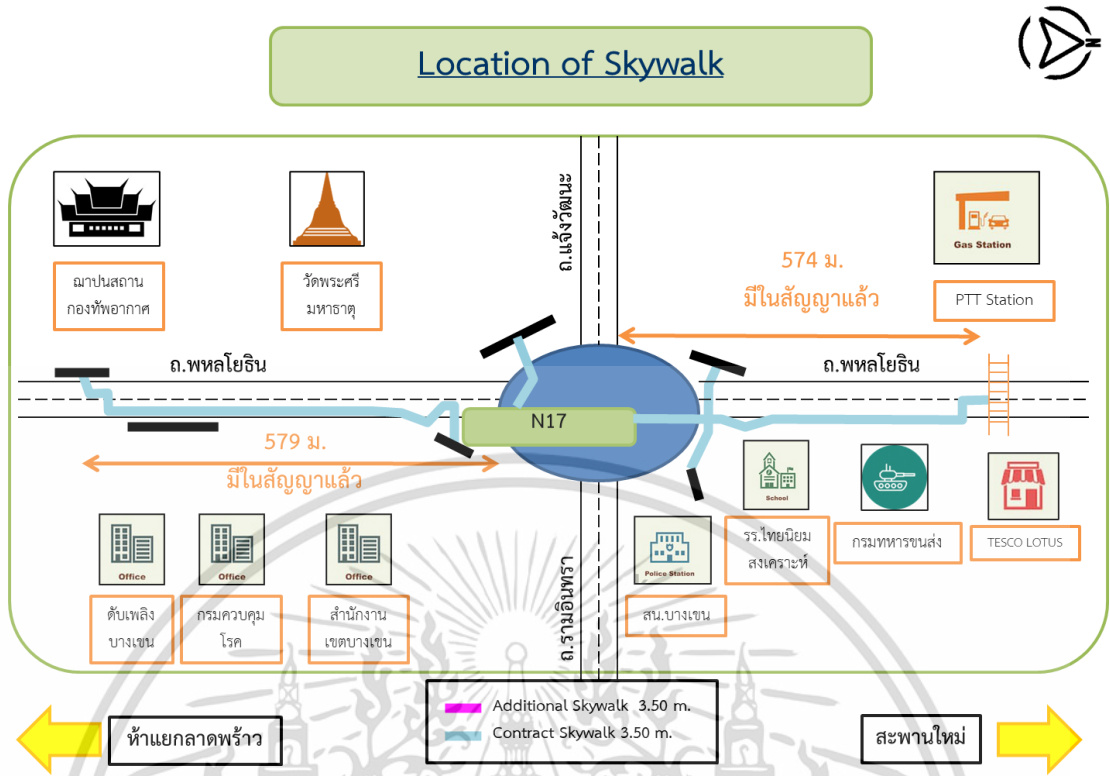 N
Location of Skywalk
ถ.แจ้งวัฒนะ
Gas Station
ฌาปนสถาน
กองทัพอากาศ
วัดพระศรี
มหาธาตุ
574 ม.
มีในสัญญาแล้ว
PTT Station
ถ.พหลโยธิน
ถ.พหลโยธิน
N17
579 ม.
มีในสัญญาแล้ว
School
รร.ไทยนิยม
สงเคราะห์
กรมทหารขนส่ง
TESCO LOTUS
Office
Office
Office
Police Station
ดับเพลิง
บางเขน
กรมควบคุม
โรค
สำนักงาน
เขตบางเขน
ถ.รามอินทรา
สน.บางเขน
Additional Skywalk 3.50 m.
Contract Skywalk 3.50 m.
ห้าแยกลาดพร้าว
สะพานใหม่